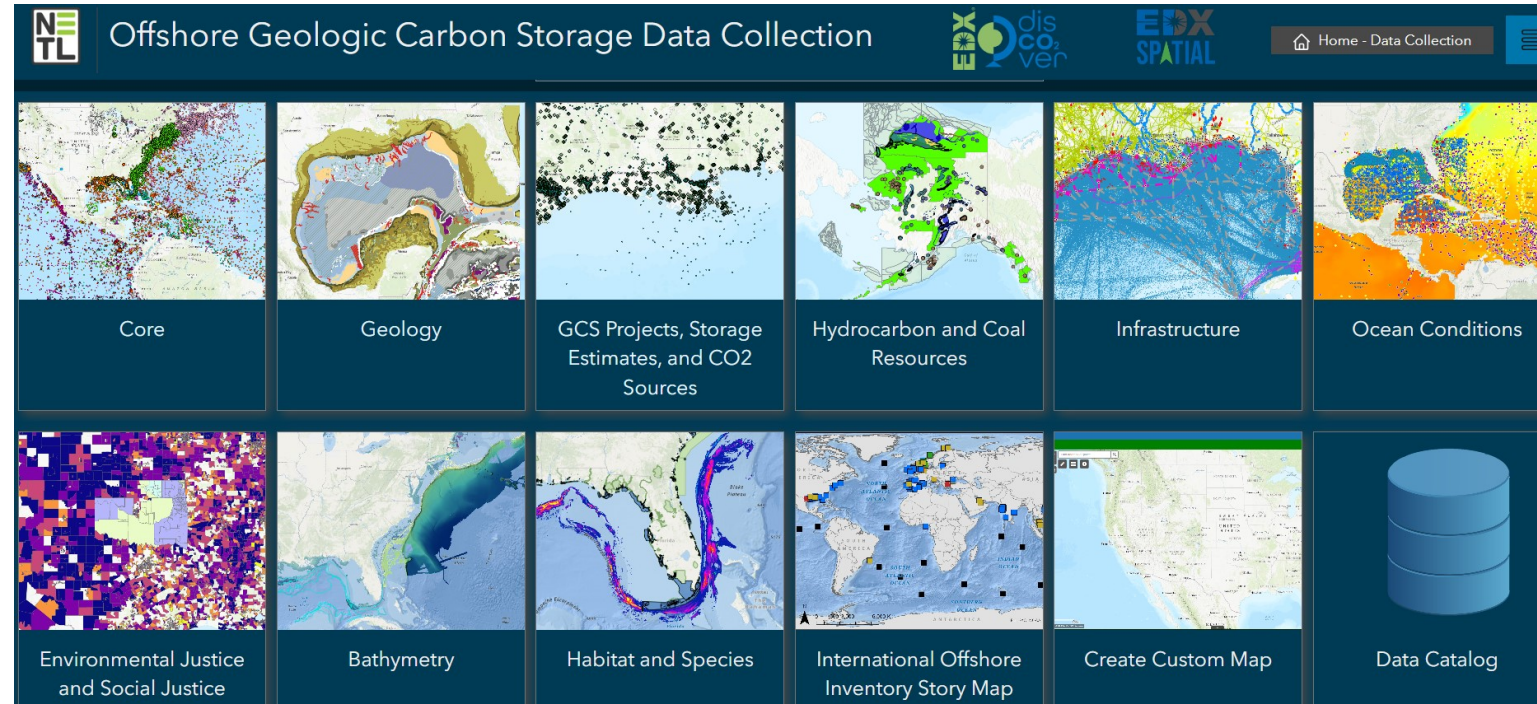 NE
TL
Offshore Geologic Carbon Storage Data Collection
EDX
dis
CO2
ver
EDX
SPATIAL
Home - Data Collection
Core
Geology
GCS Projects, Storage
Estimates, and CO2
Sources
Hydrocarbon and Coal
Resources
Infrastructure
Ocean Conditions
Environmental Justice
and Social Justice
Bathymetry
Habitat and Species
International Offshore
Inventory Story Map
Create Custom Map
Data Catalog